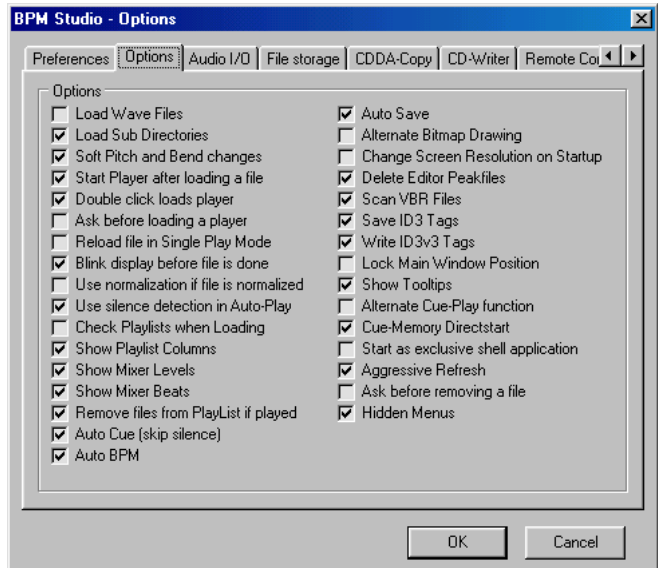 BPM Studio - Options
Preferences Options Audio I/O File storage CDDA-Copy CD-Writer Remote Co
Options
Load Wave Files
Load Sub Directories
Soft Pitch and Bend changes
Start Player after loading a file
Double click loads player
Ask before loading a player
Reload file in Single Play Mode
Blink display before file is done
Use normalization if file is normalized
Use silence detection in Auto-Play
Check Playlists when Loading
Show Playlist Columns
Show Mixer Levels
Show Mixer Beats
Remove files from PlayList if played
Auto Cue (skip silence)
Auto BPM
Auto Save
Alternate Bitmap Drawing
Change Screen Resolution on Startup
Delete Editor Peakfiles
Scan VBR Files
Save ID3 Tags
Write ID3v3 Tags
Lock Main Window Position
Show Tooltips
Alternate Cue-Play function
Cue-Memory Directstart
Start as exclusive shell application
Aggressive Refresh
Ask before removing a file
Hidden Menus
OK Cancel